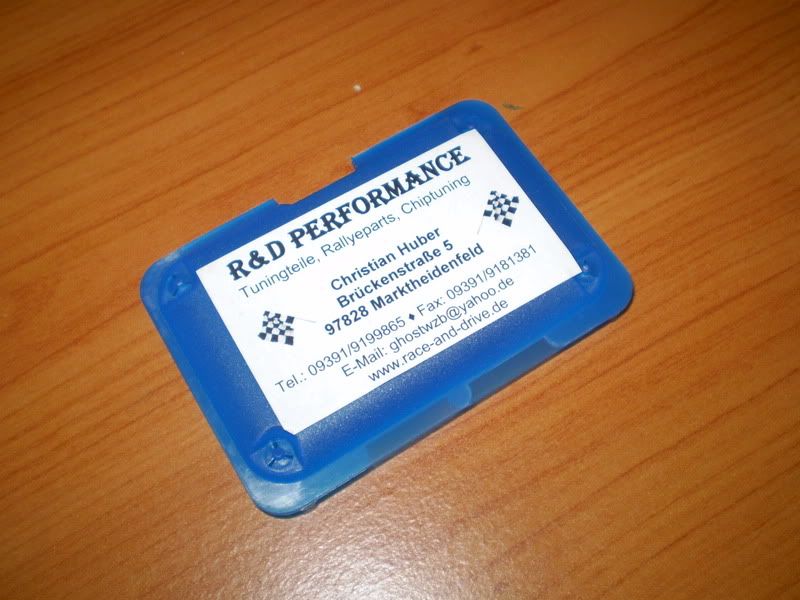 R&D PERFORMANCE
Tuningteile, Rallyeparts, Chiptuning
Christian Huber
Brückenstraße 5
97828 Marktheidenfeld
Tel.: 09391/9199865 ♦ Fax: 09391/9181381
E-Mail: ghostwzb@yahoo.de
www.race-and-drive.de